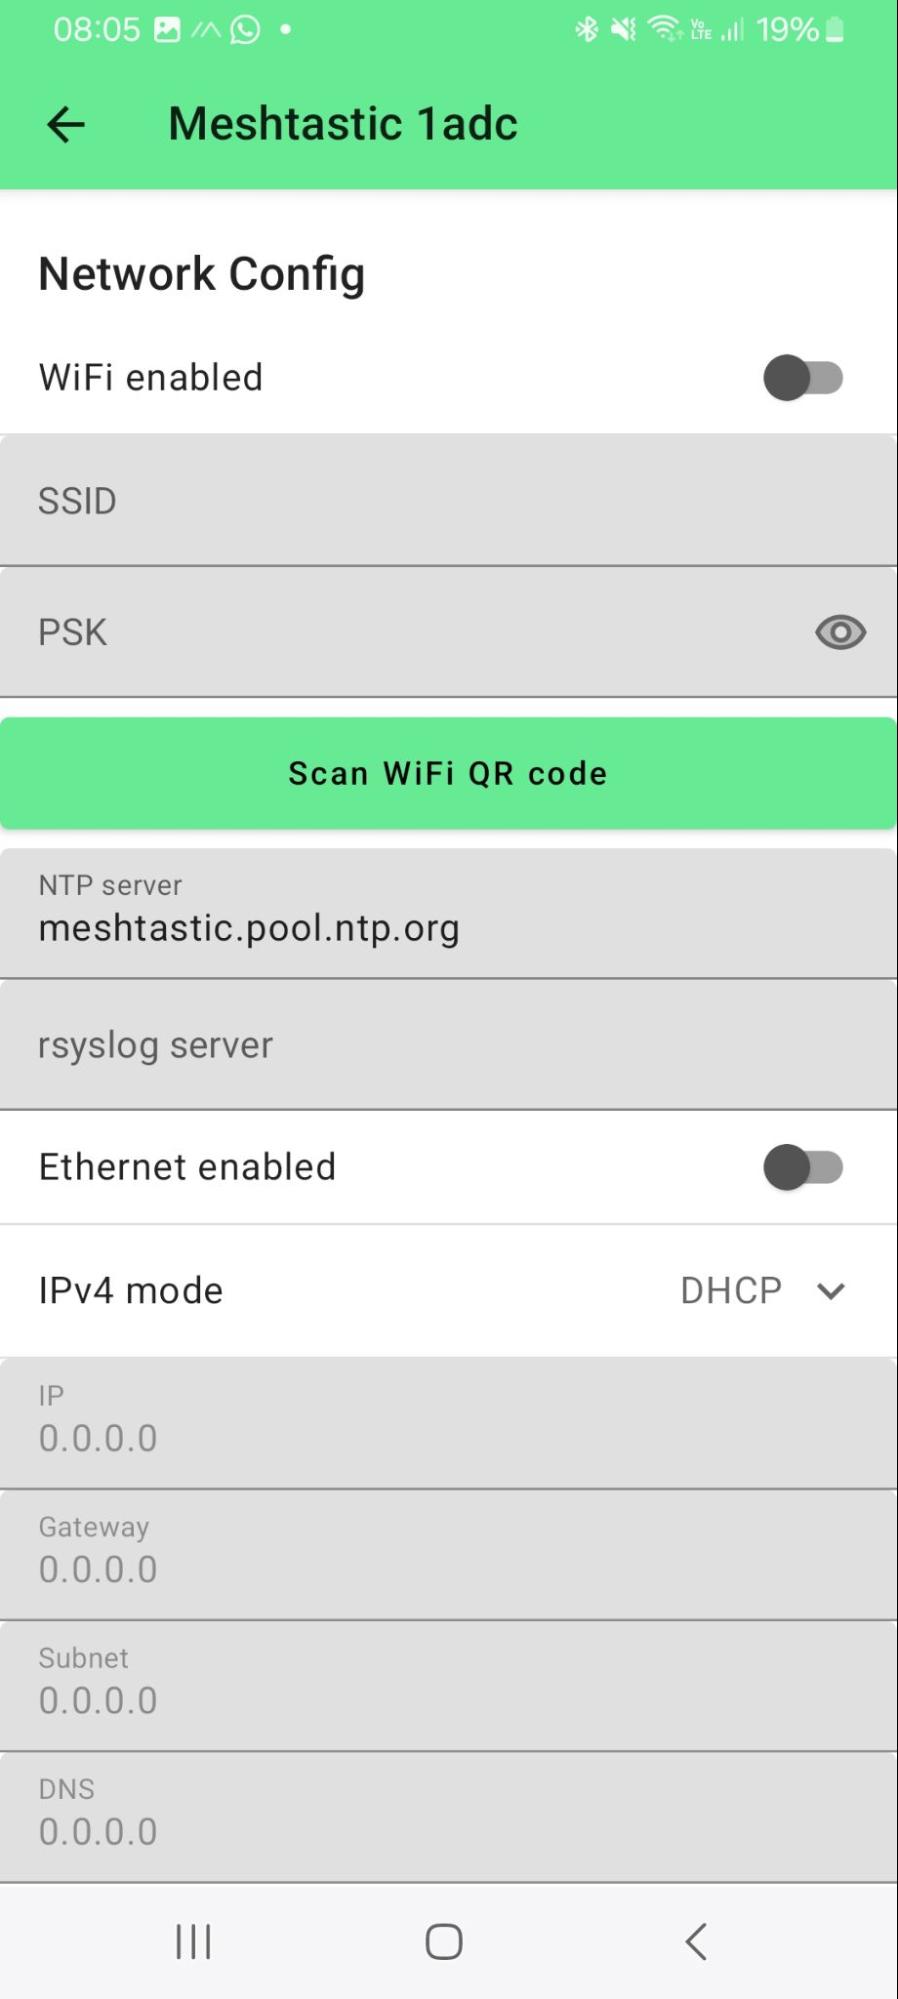 08:05 Vo LTE 19%
Meshtastic 1adc
Network Config
WiFi enabled
SSID
PSK
Scan WiFi QR code
NTP server
meshtastic.pool.ntp.org
rsyslog server
Ethernet enabled
IPv4 mode DHCP
IP
0.0.0.0
Gateway
0.0.0.0
Subnet
0.0.0.0
DNS
0.0.0.0